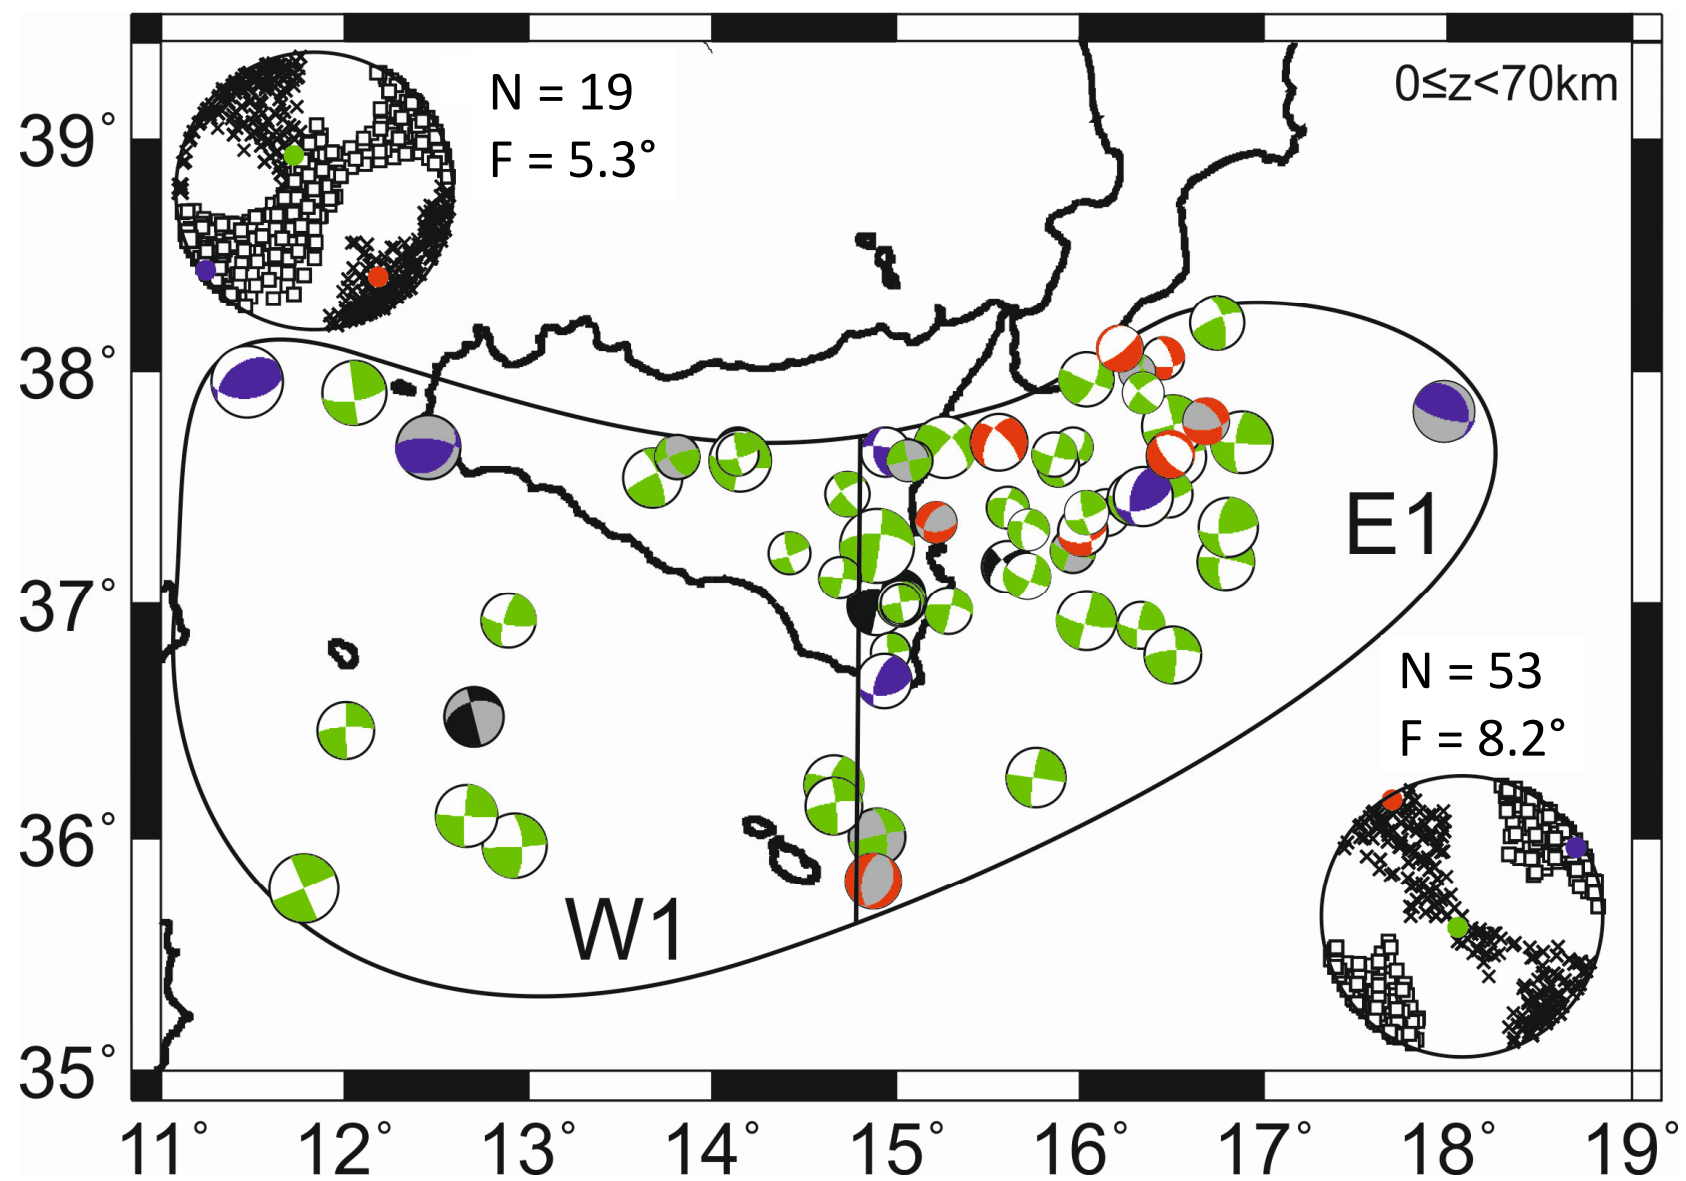 N = 19
F = 5.3°
0≤z<70km
39°
38°
37°
36°
35°
E1
W1
N = 53
F = 8.2°
11° 12° 13° 14° 15° 16° 17° 18° 19°